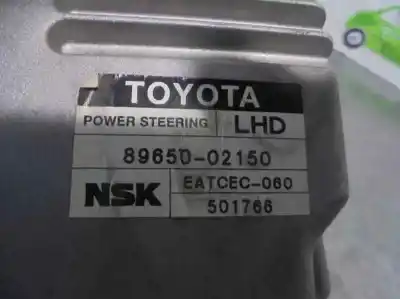 TOYOTA
POWER STEERING LHD
89650-02150
NSK EATCEC-060
501766